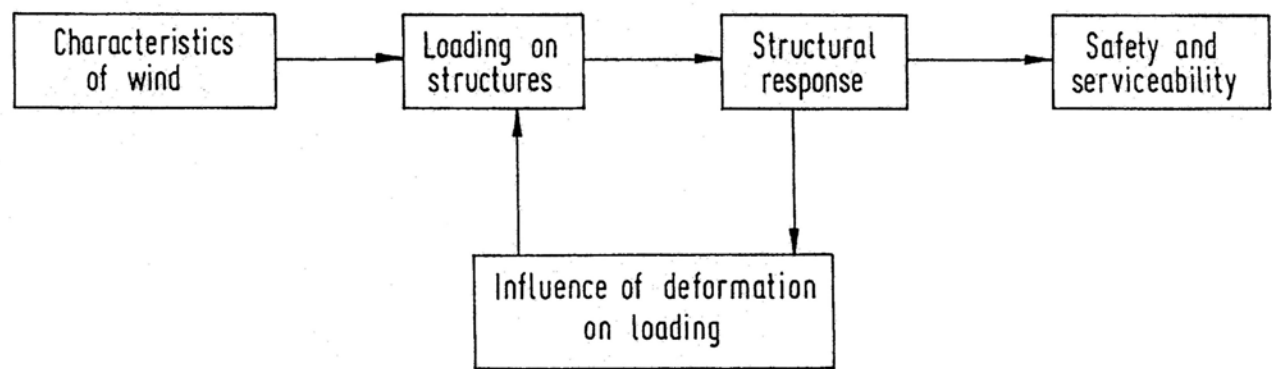 Characteristics
of wind
Loading on
structures
Structural
response
Safety and
serviceability
Influence of deformation
on loading